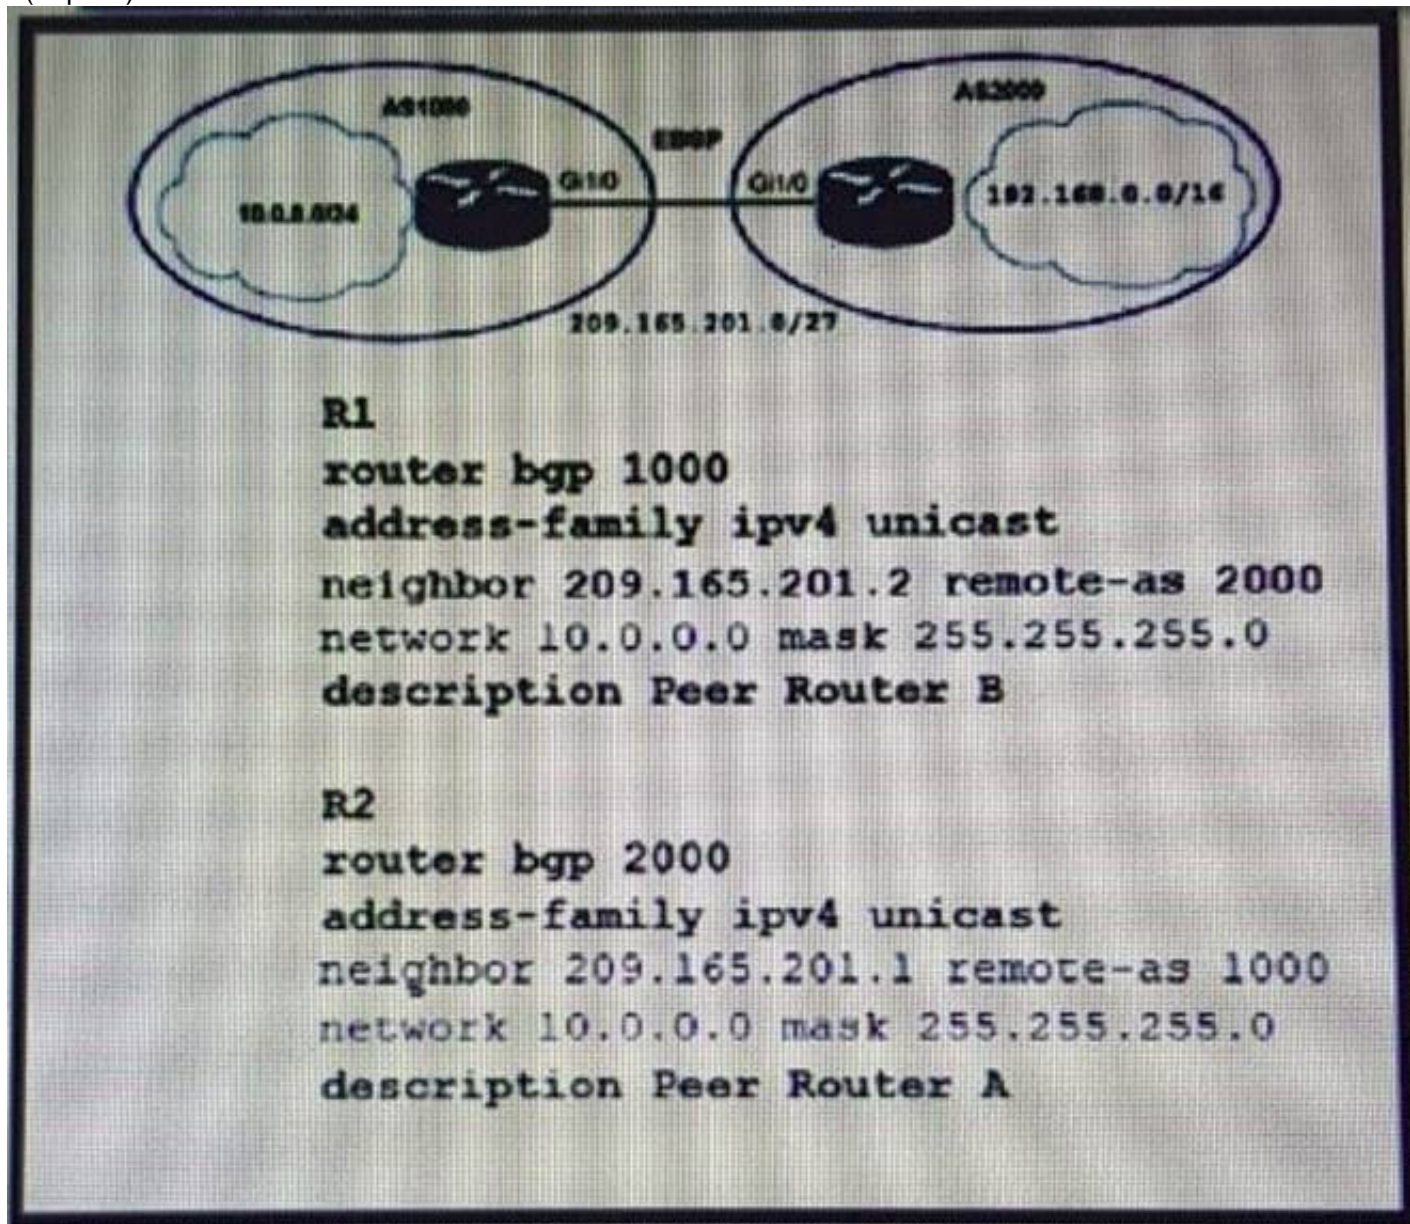 AS1000
AS2000
EBGP
Gi1/0
Gi1/0
192.168.0.0/16
209.165.201.0/27
R1
router bgp 1000
address-family ipv4 unicast
neighbor 209.165.201.2 remote-as 2000
network 10.0.0.0 mask 255.255.255.0
description Peer Router B
R2
router bgp 2000
address-family ipv4 unicast
neighbor 209.165.201.1 remote-as 1000
network 10.0.0.0 mask 255.255.255.0
description Peer Router A